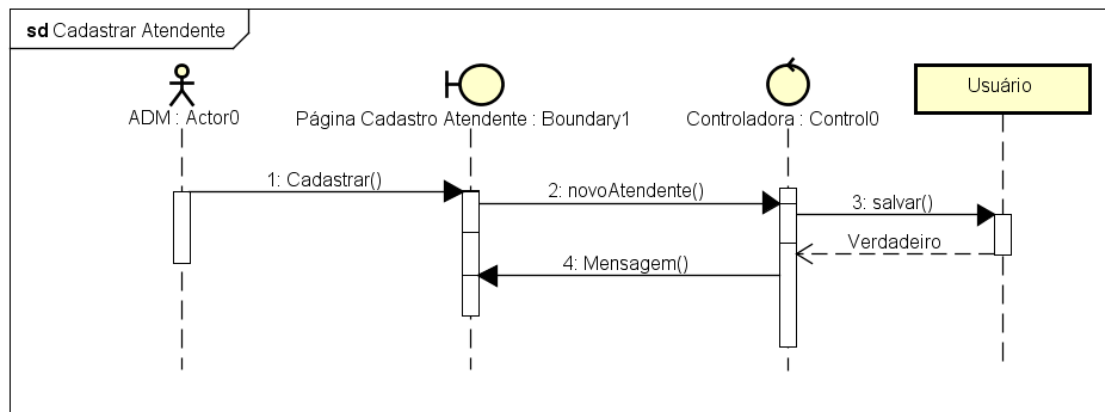 sd Cadastrar Atendente
ADM : Actor0
Página Cadastro Atendente : Boundary1
Controladora : Control0
Usuário
1: Cadastrar()
2: novoAtendente()
3: salvar()
Verdadeiro
4: Mensagem()